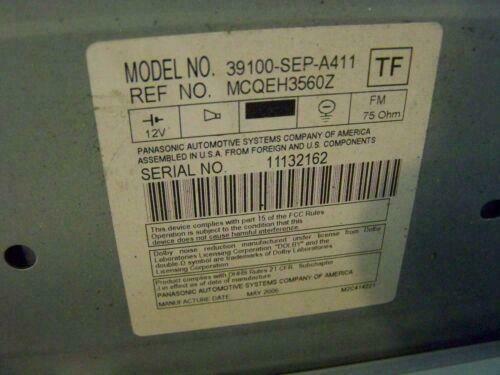 MODEL NO. 39100-SEP-A411 TF
REF NO. MCQEH3560Z
12V
FM
75 Ohm
PANASONIC AUTOMOTIVE SYSTEMS COMPANY OF AMERICA
ASSEMBLED IN U.S.A. FROM FOREIGN AND U.S. COMPONENTS
SERIAL NO. 11132162
This device complies with part 15 of the FCC Rules
Operation is subject to the condition that this
device does not cause harmful interference
Dolby noise reduction manufactured under license from Dolby
Laboratories Licensing Corporation "DOLBY" and the
double-D symbol are trademarks of Dolby Laboratories
Licensing Corporation
Product complies with DHHS Rules 21 CFR. Subchapter
J in effect as of date of manufacture
PANASONIC AUTOMOTIVE SYSTEMS COMPANY OF AMERICA
MANUFACTURE DATE: MAY 2006